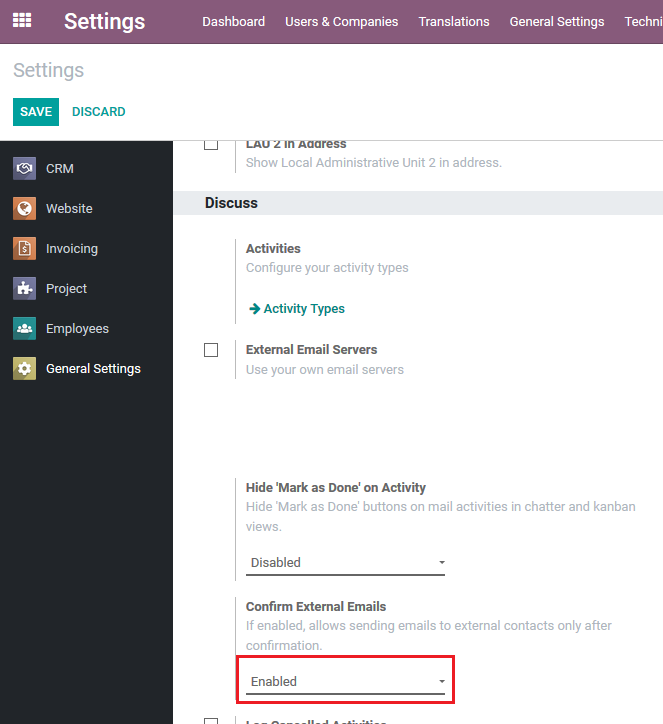 Settings Dashboard Users & Companies Translations General Settings Techni
Settings
SAVE DISCARD
LAU 2 in Address
Show Local Administrative Unit 2 in address.
CRM
Website
Invoicing
Project
Employees
General Settings
Discuss
Activities
Configure your activity types
Activity Types
External Email Servers
Use your own email servers
Hide 'Mark as Done' on Activity
Hide 'Mark as Done' buttons on mail activities in chatter and kanban
views.
Disabled
Confirm External Emails
If enabled, allows sending emails to external contacts only after
confirmation.
Enabled
Log Cancelled Activities